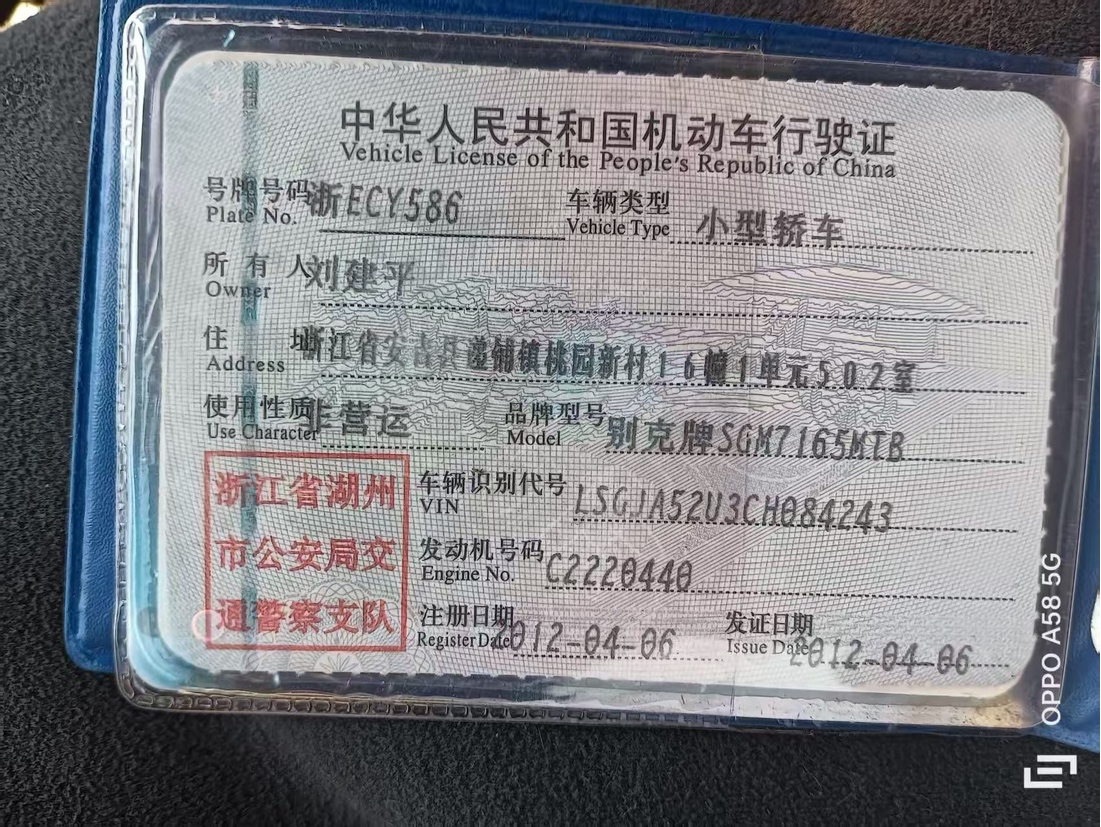 中华人民共和国机动车行驶证
Vehicle License of the People's Republic of China
号牌号码 浙ECY586 车辆类型 小型轿车
Plate No. Vehicle Type
所有人 刘建平
Owner
住址 浙江省安吉县递铺镇桃园新村16幢1单元502室
Address
使用性质 非营运 品牌型号 别克牌SGM7165MTB
Use Character Model
浙江省湖州
市公安局交
通警察支队
车辆识别代号 LSGJA52U3CH084243
VIN
发动机号码 C2220440
Engine No.
注册日期 2012-04-06 发证日期 2012-04-06
Register Date Issue Date
OPPO A58 5G